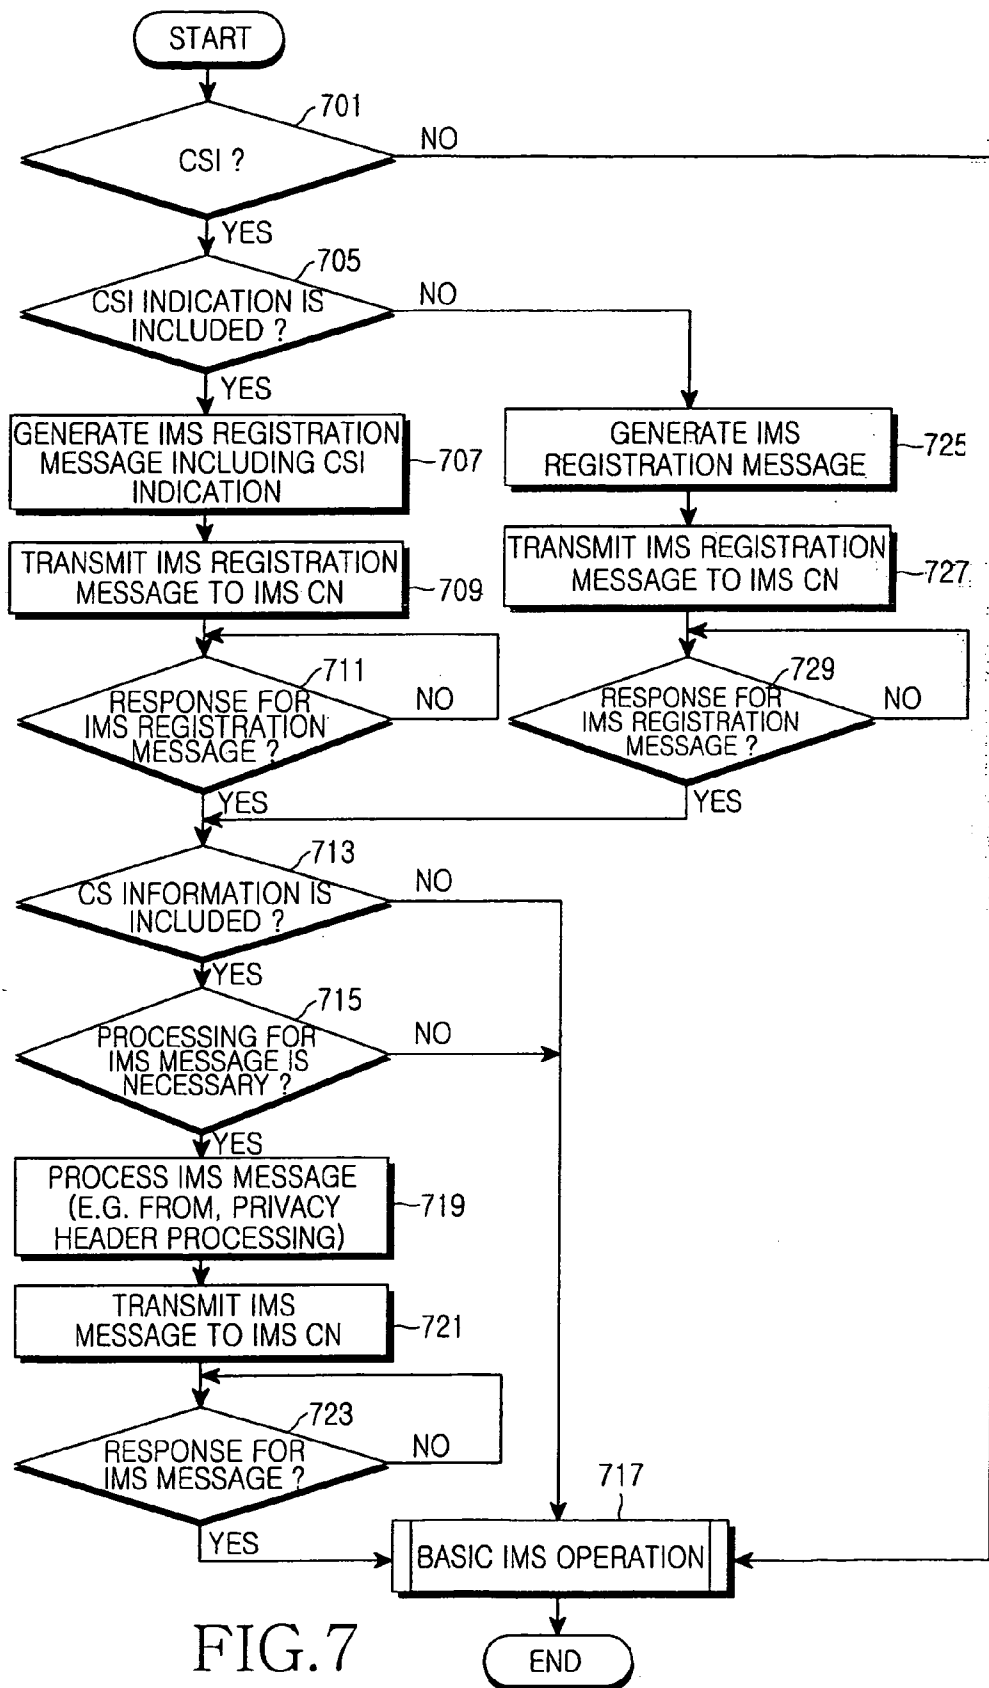 START
701
CSI ?
NO
YES
705
CSI INDICATION IS
INCLUDED ?
NO
YES
GENERATE IMS REGISTRATION
MESSAGE INCLUDING CSI
INDICATION
707
GENERATE IMS
REGISTRATION MESSAGE
725
TRANSMIT IMS REGISTRATION
MESSAGE TO IMS CN
709
TRANSMIT IMS REGISTRATION
MESSAGE TO IMS CN
727
711
RESPONSE FOR
IMS REGISTRATION
MESSAGE ?
NO
YES
729
RESPONSE FOR
IMS REGISTRATION
MESSAGE ?
NO
YES
713
CS INFORMATION IS
INCLUDED ?
NO
YES
715
PROCESSING FOR
IMS MESSAGE IS
NECESSARY ?
NO
YES
PROCESS IMS MESSAGE
(E.G. FROM, PRIVACY
HEADER PROCESSING)
719
TRANSMIT IMS
MESSAGE TO IMS CN
721
723
RESPONSE FOR
IMS MESSAGE ?
NO
YES
717
BASIC IMS OPERATION
END
FIG.7